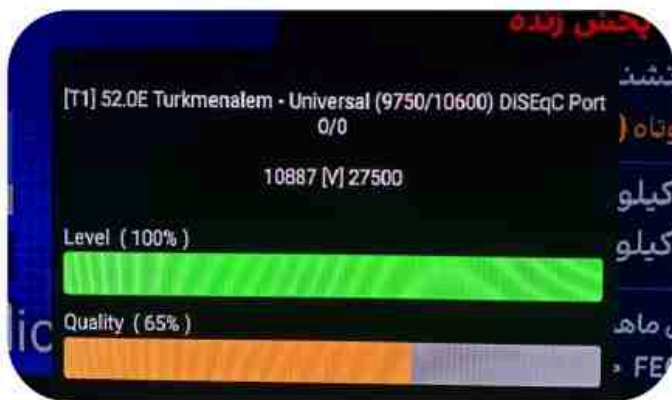 پخش زنده
[T1] 52.0E Turkmenalem - Universal (9750/10600) DiSEqC Port
0/0
10887 [V] 27500
کیلو
کیلو
Level ( 100% )
Quality ( 65% )